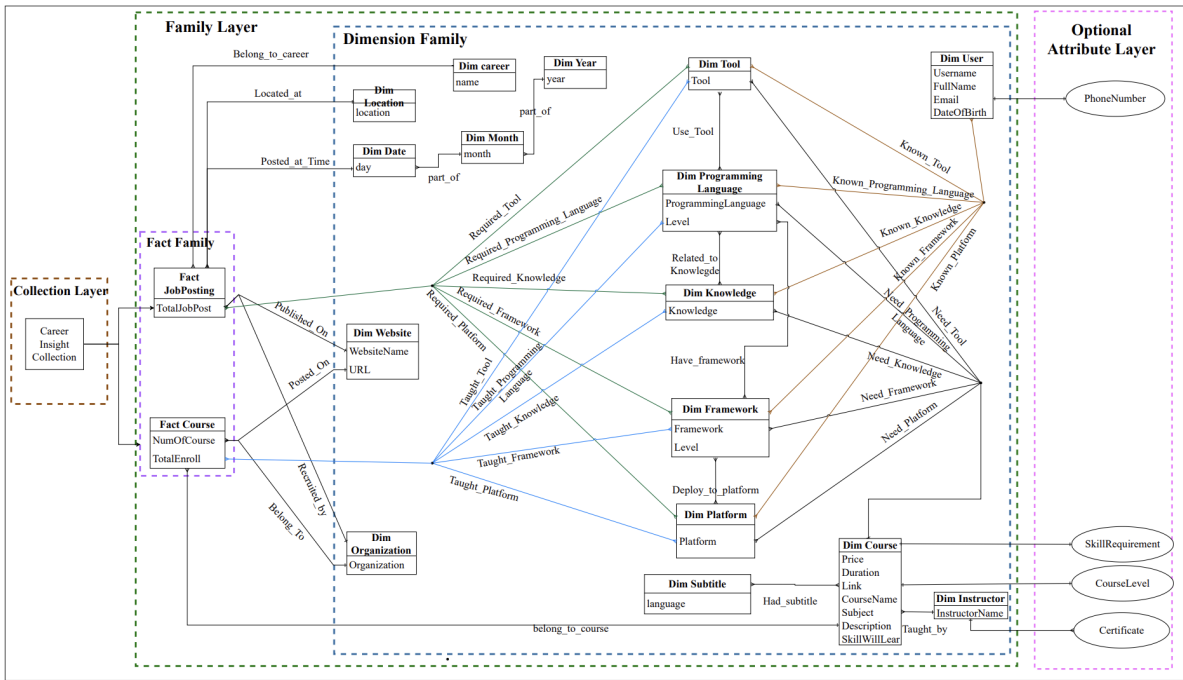 Family Layer
Dimension Family
Optional
Attribute Layer
Belong_to_career
Dim career
name
Dim Year
year
Dim Tool
Tool
Dim User
Username
FullName
Email
DateOfBirth
PhoneNumber
Located_at
Dim
Location
location
part_of
Use_Tool
Posted_at_Time
Dim Date
day
part_of
Dim Month
month
Known_Tool
Dim Programming
Language
ProgrammingLanguage
Level
Known_Programming_Language
Required_Tool
Required_Programming_Language
Known_Knowledge
Known_Framework
Known_Platform
Fact Family
Fact
JobPosting
TotalJobPost
Related_to
Knowlegde
Required_Knowledge
Dim Knowledge
Knowledge
Collection Layer
Career
Insight
Collection
Published_On
Required_Framework
Required_Platform
Need_Programming
Language
Need_Tool
Dim Website
WebsiteName
URL
Posted_On
Have_framework
Need_Knowledge
Need_Framework
Need_Platform
Taught_Tool
Taught_Programming
Language
Taught_Knowledge
Taught_Framework
Taught_Platform
Dim Framework
Framework
Level
Fact Course
NumOfCourse
TotalEnroll
Recruited_by
Belong_To
Deploy_to_platform
Dim Platform
Platform
Dim
Organization
Organization
Dim Course
Price
Duration
Link
CourseName
Subject
Description
SkillWillLear
SkillRequirement
CourseLevel
Certificate
Dim Subtitle
language
Had_subtitle
Dim Instructor
InstructorName
Taught_by
belong_to_course